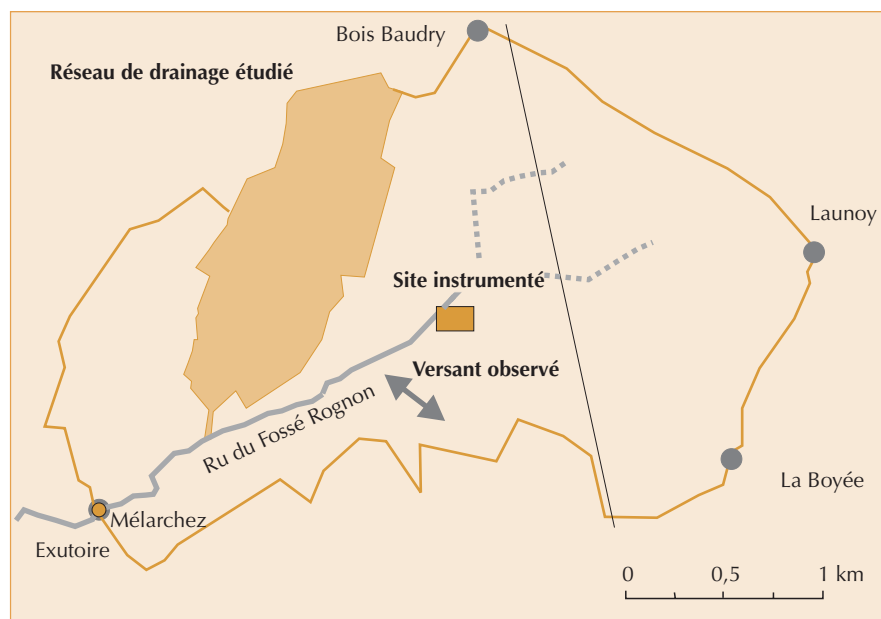 Bois Baudry
Réseau de drainage étudié
Launoy
Site instrumenté
Versant observé
Ru du Fossé Rognon
La Boyée
Mélarchez
Exutoire
0 0,5 1 km